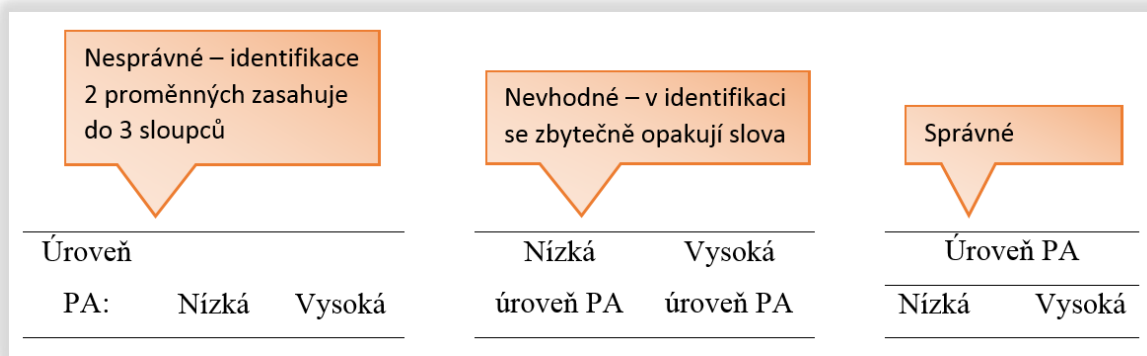 Nesprávné – identifikace
2 proměnných zasahuje
do 3 sloupců
Nevhodné – v identifikaci
se zbytečně opakují slova
Správné
Úroveň
PA: Nízká Vysoká
Nízká Vysoká
úroveň PA úroveň PA
Úroveň PA
Nízká Vysoká